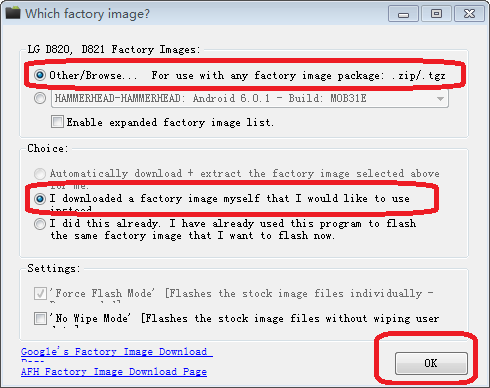 Which factory image?
LG D820, D821 Factory Images:
Other/Browse... For use with any factory image package: .zip/.tgz
HAMMERHEAD-HAMMERHEAD: Android 6.0.1 - Build: MOB31E
Enable expanded factory image list.
Choice:
Automatically download + extract the factory image selected above
for me.
I downloaded a factory image myself that I would like to use
instead.
I did this already. I have already used this program to flash
the same factory image that I want to flash now.
Settings:
'Force Flash Mode' [Flashes the stock image files individually -
'No Wipe Mode' [Flashes the stock image files without wiping user
Google's Factory Image Download
AFH Factory Image Download Page
OK